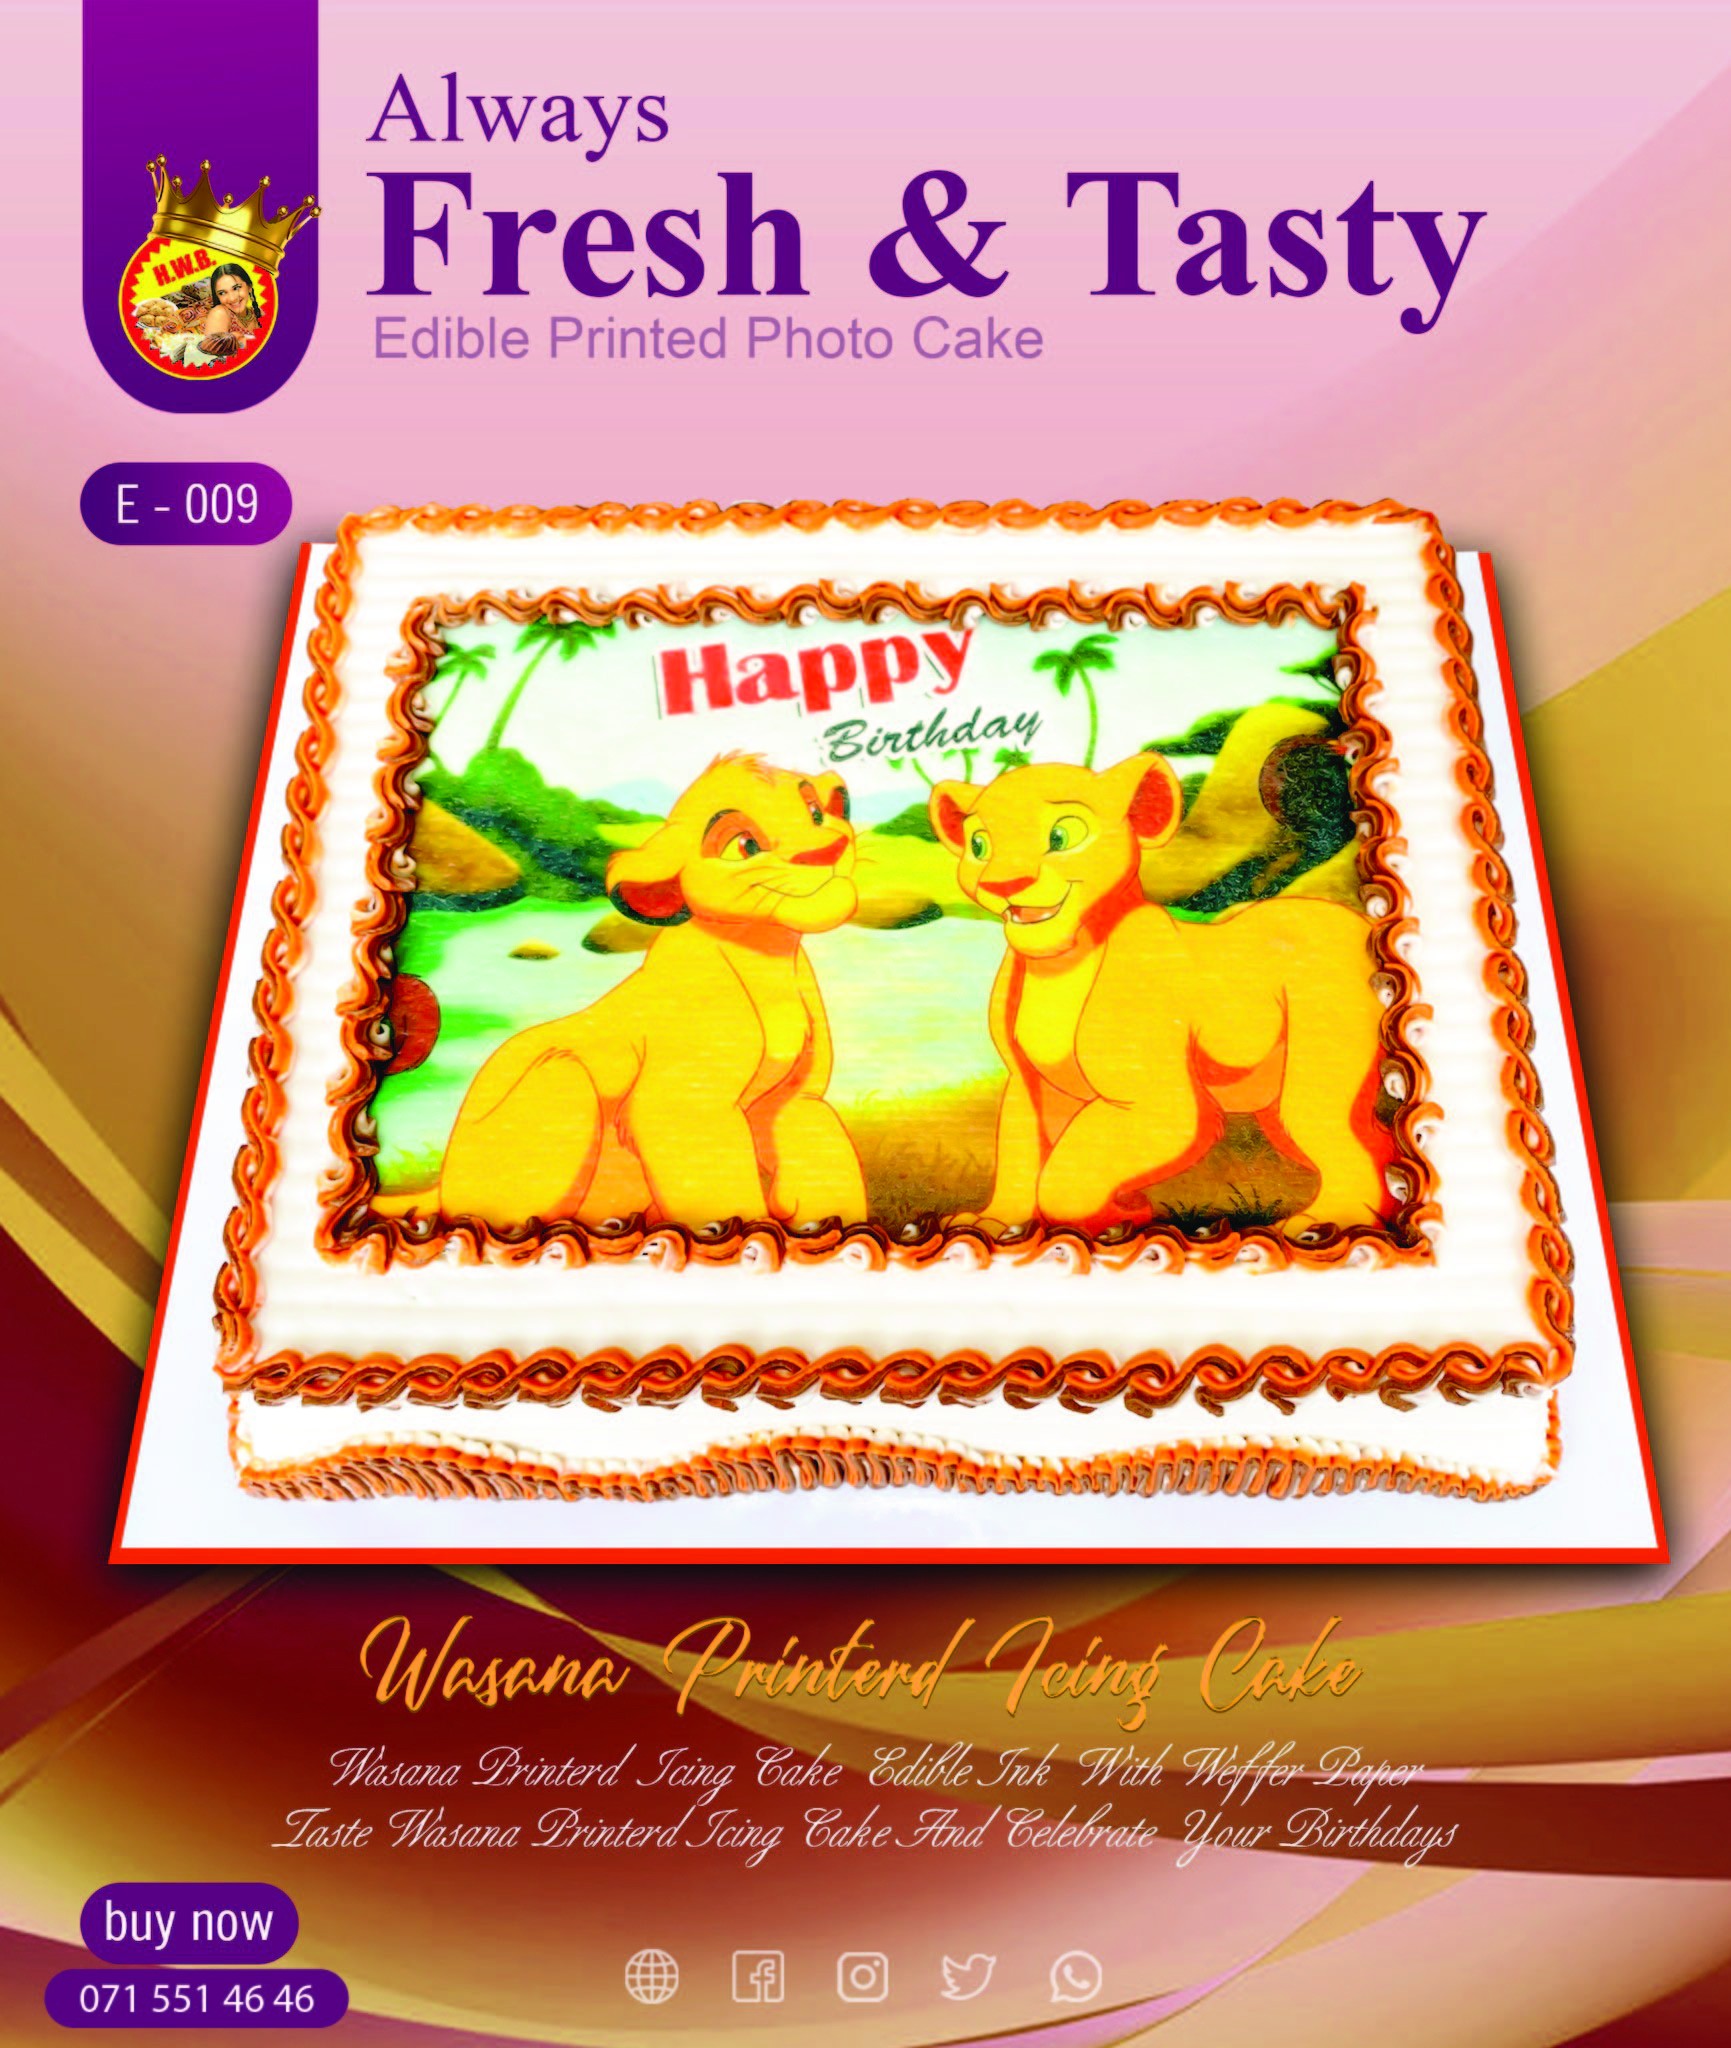 Always
Fresh & Tasty
Edible Printed Photo Cake
H.W.B.
E - 009
Happy
Birthday
Wasana Printerd Icing Cake
Wasana Printerd Icing Cake Edible Ink With Weffer Paper
Taste Wasana Printerd Icing Cake And Celebrate Your Birthdays
buy now
071 551 46 46